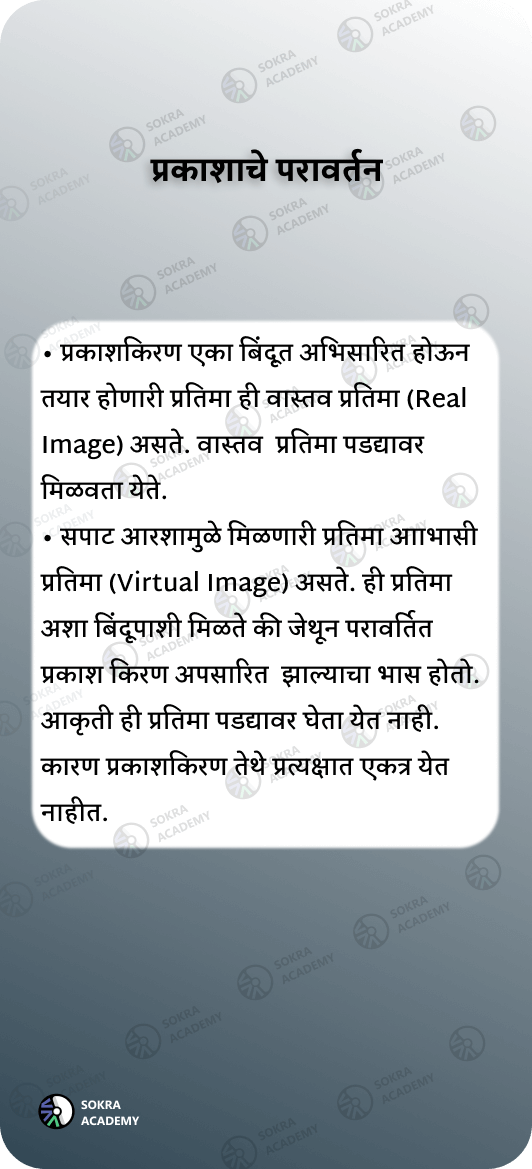 प्रकाशाचे परावर्तन
• प्रकाशकिरण एका बिंदूत अभिसारित होऊन
तयार होणारी प्रतिमा ही वास्तव प्रतिमा (Real
Image) असते. वास्तव प्रतिमा पडद्यावर
मिळवता येते.
• सपाट आरशामुळे मिळणारी प्रतिमा आाभासी
प्रतिमा (Virtual Image) असते. ही प्रतिमा
अशा बिंदूपाशी मिळते की जेथून परावर्तित
प्रकाश किरण अपसारित झाल्याचा भास होतो.
आकृती ही प्रतिमा पडद्यावर घेता येत नाही.
कारण प्रकाशकिरण तेथे प्रत्यक्षात एकत्र येत
नाहीत.
SOKRA
ACADEMY